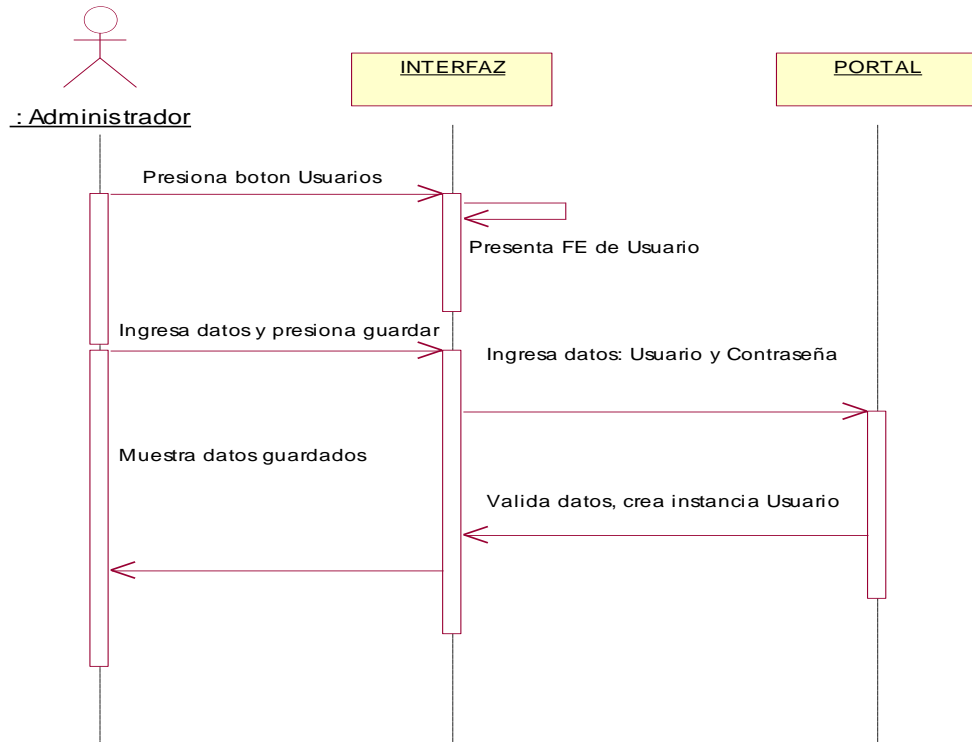 INTERFAZ
PORTAL
: Administrador
Presiona boton Usuarios
Presenta FE de Usuario
Ingresa datos y presiona guardar
Ingresa datos: Usuario y Contraseña
Muestra datos guardados
Valida datos, crea instancia Usuario